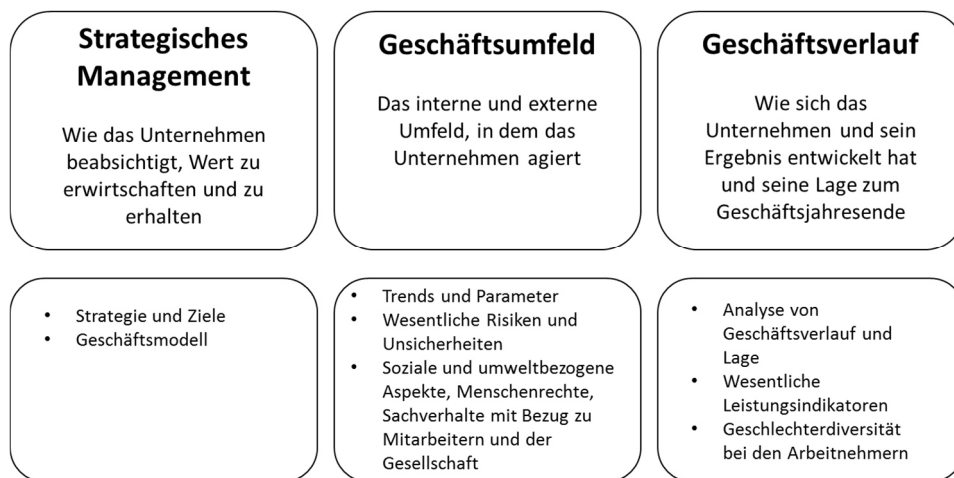 Strategisches
Management
Wie das Unternehmen
beabsichtigt, Wert zu
erwirtschaften und zu
erhalten
Geschäftsumfeld
Das interne und externe
Umfeld, in dem das
Unternehmen agiert
Geschäftsverlauf
Wie sich das
Unternehmen und sein
Ergebnis entwickelt hat
und seine Lage zum
Geschäftsjahresende
• Strategie und Ziele
• Geschäftsmodell
• Trends und Parameter
• Wesentliche Risiken und
Unsicherheiten
• Soziale und umweltbezogene
Aspekte, Menschenrechte,
Sachverhalte mit Bezug zu
Mitarbeitern und der
Gesellschaft
• Analyse von
Geschäftsverlauf und
Lage
• Wesentliche
Leistungsindikatoren
• Geschlechterdiversität
bei den Arbeitnehmern